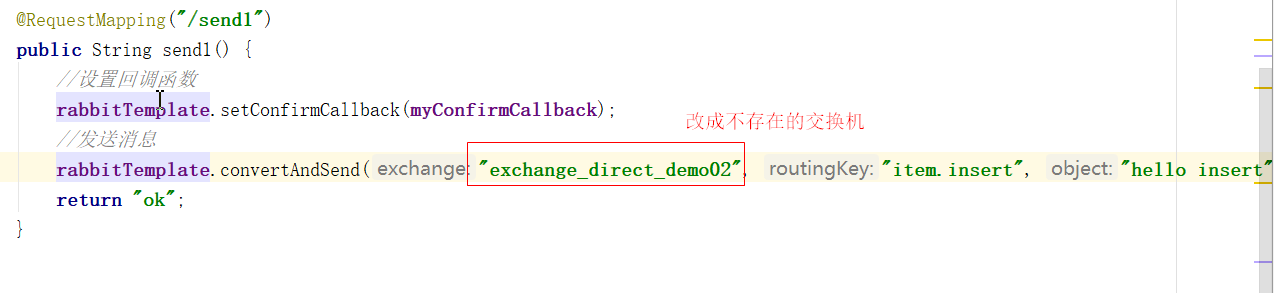 @RequestMapping("/send1")
public String send1() {
//设置回调函数
rabbitTemplate.setConfirmCallback(myConfirmCallback);
改成不存在的交换机
//发送消息
rabbitTemplate.convertAndSend( exchange: "exchange_direct_demo02", routingKey: "item.insert", object: "hello insert"
return "ok";
}